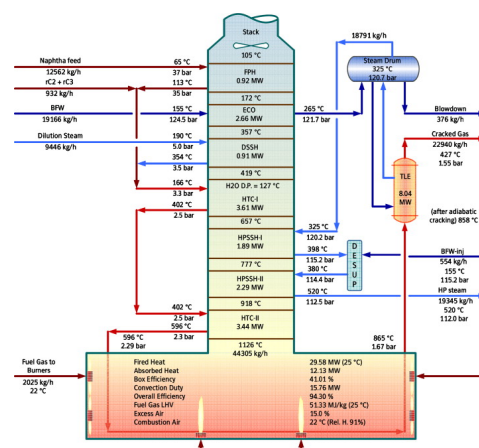 Stack
105 °C
FPH
0.92 MW
172 °C
ECO
2.66 MW
357 °C
DSSH
0.91 MW
419 °C
H2O D.P. = 127 °C
HTC-I
3.61 MW
657 °C
HPSSH-I
1.89 MW
777 °C
HPSSH-II
2.29 MW
918 °C
HTC-II
3.44 MW
1126 °C
44305 kg/h
Naphtha feed
12562 kg/h
65 °C
37 bar
rC2 + rC3
932 kg/h
113 °C
35 bar
BFW
19166 kg/h
155 °C
124.5 bar
Dilution Steam
9446 kg/h
190 °C
5.0 bar
354 °C
3.5 bar
166 °C
3.3 bar
402 °C
2.5 bar
402 °C
2.5 bar
596 °C
2.3 bar
596 °C
2.29 bar
Fuel Gas to
Burners
2025 kg/h
22 °C
18791 kg/h
Steam Drum
325 °C
120.7 bar
265 °C
121.7 bar
Blowdown
376 kg/h
Cracked Gas
22940 kg/h
427 °C
1.55 bar
TLE
8.04
MW
(after adiabatic
cracking) 858 °C
325 °C
120.2 bar
398 °C
115.2 bar
380 °C
114.4 bar
DESUP
520 °C
112.5 bar
BFW-inj
554 kg/h
155 °C
115.2 bar
HP steam
19345 kg/h
520 °C
112.0 bar
865 °C
1.67 bar
Fired Heat 29.58 MW (25 °C)
Absorbed Heat 12.13 MW
Box Efficiency 41.01 %
Convection Duty 15.76 MW
Overall Efficiency 94.30 %
Fuel Gas LHV 51.33 MJ/kg (25 °C)
Excess Air 15.0 %
Combustion Air 22 °C (Rel. H. 91%)